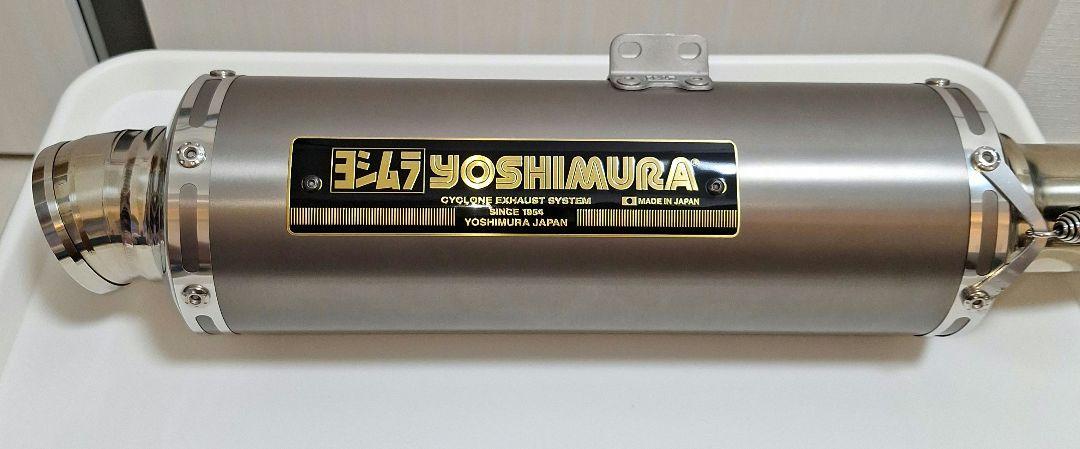 ヨシムラ YOSHIMURA®
CYCLONE EXHAUST SYSTEM MADE IN JAPAN
SINCE 1954
YOSHIMURA JAPAN